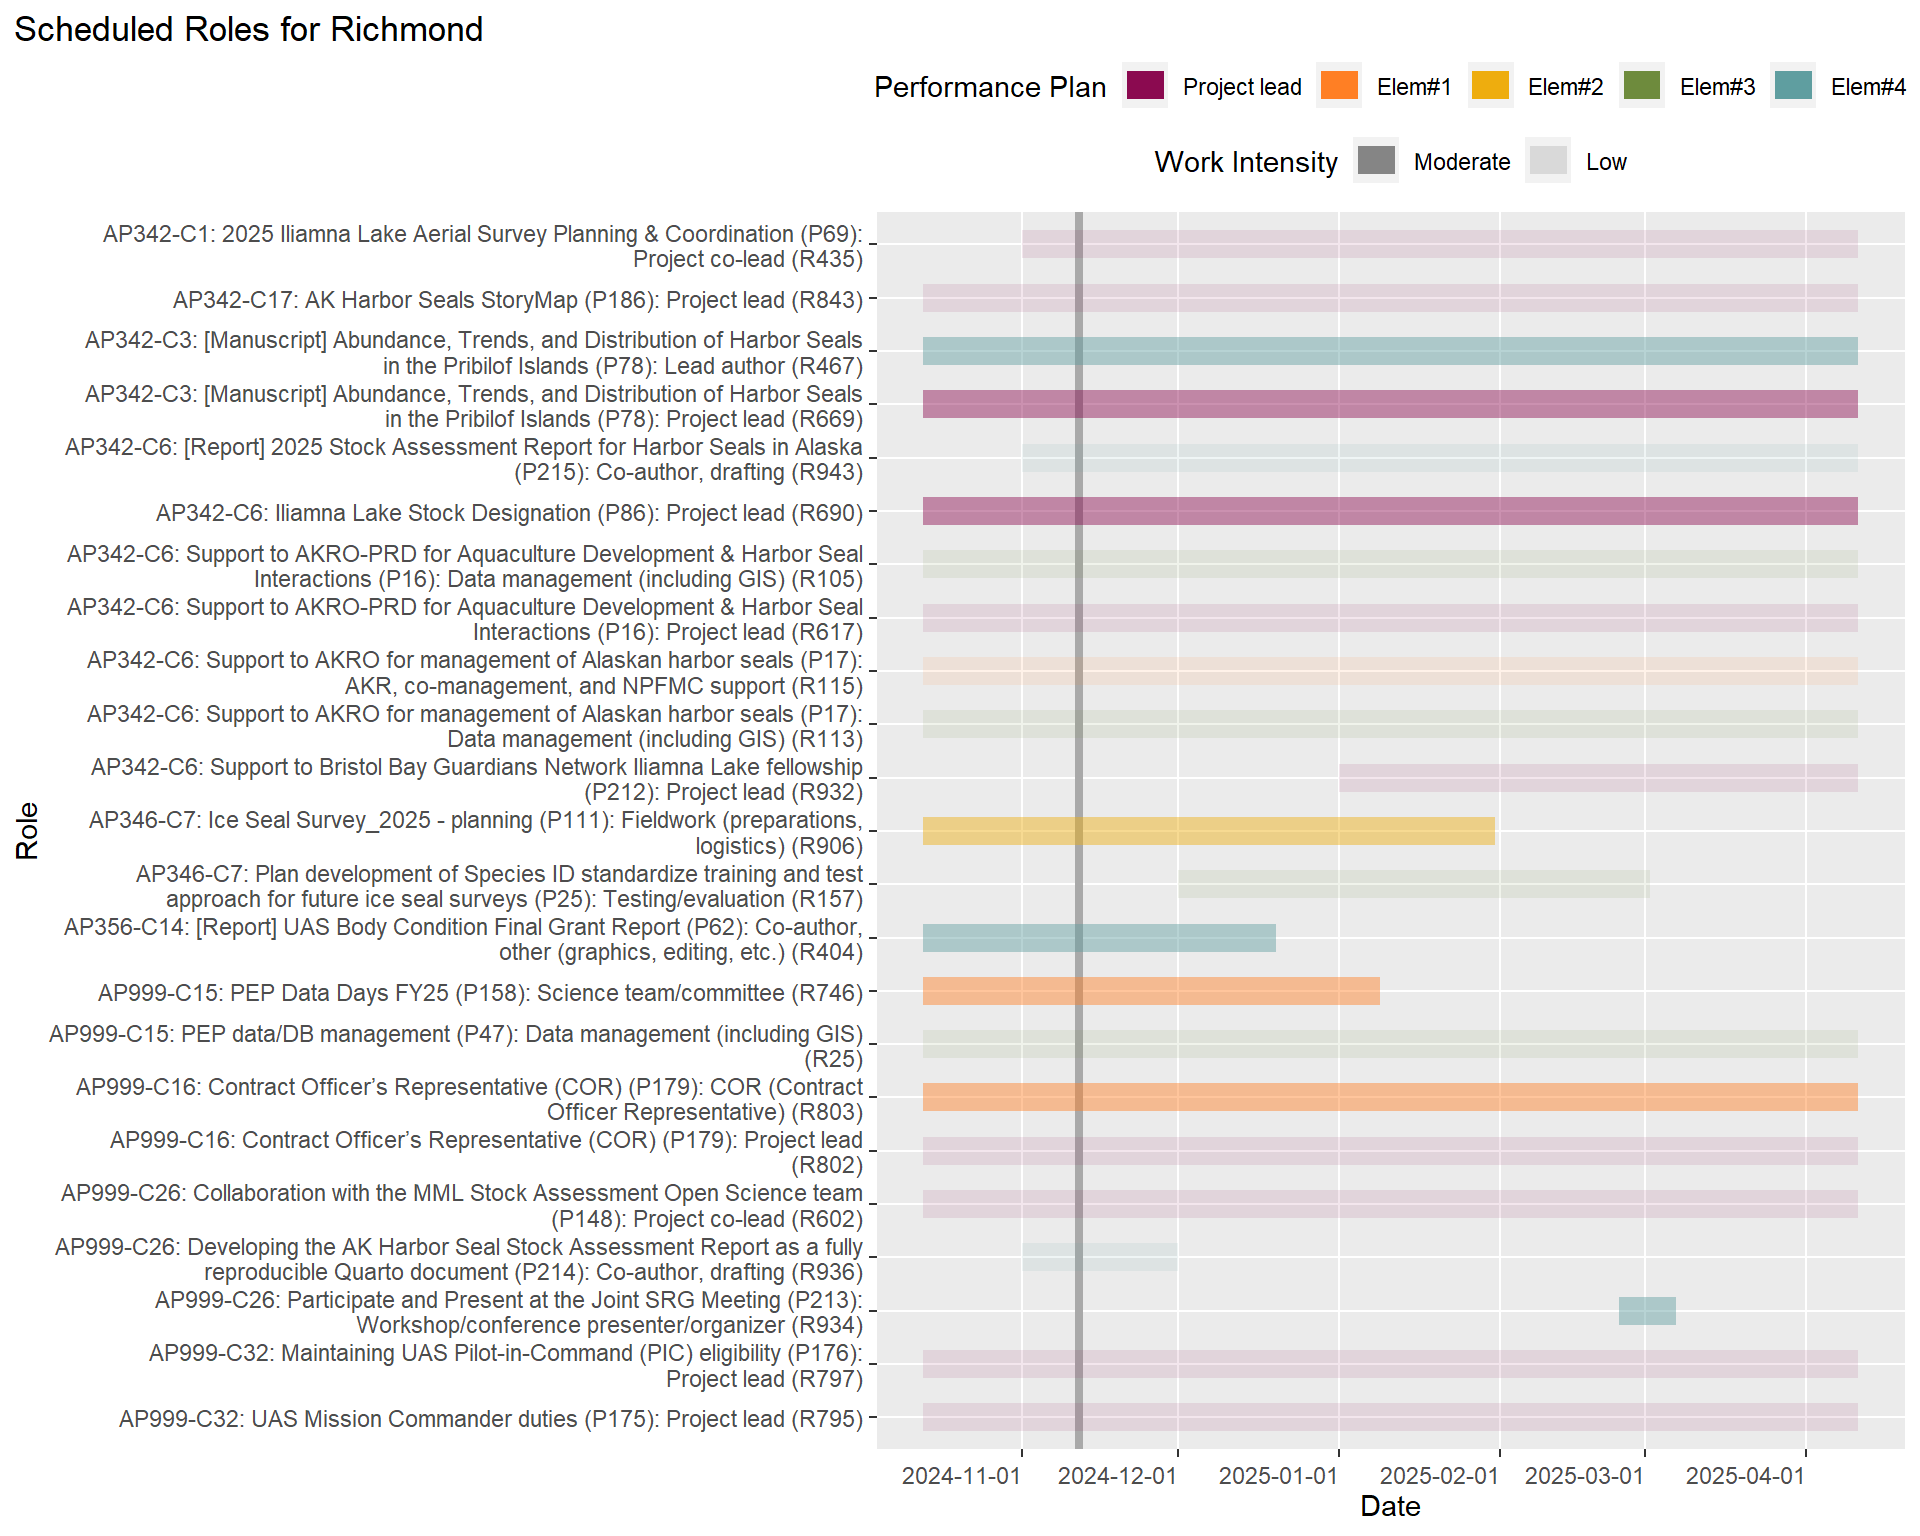 Scheduled Roles for Richmond
Performance Plan Project lead Elem#1 Elem#2 Elem#3 Elem#4
Work Intensity Moderate Low
AP342-C1: 2025 Iliamna Lake Aerial Survey Planning & Coordination (P69):
Project co-lead (R435)
AP342-C17: AK Harbor Seals StoryMap (P186): Project lead (R843)
AP342-C3: [Manuscript] Abundance, Trends, and Distribution of Harbor Seals
in the Pribilof Islands (P78): Lead author (R467)
AP342-C3: [Manuscript] Abundance, Trends, and Distribution of Harbor Seals
in the Pribilof Islands (P78): Project lead (R669)
AP342-C6: [Report] 2025 Stock Assessment Report for Harbor Seals in Alaska
(P215): Co-author, drafting (R943)
AP342-C6: Iliamna Lake Stock Designation (P86): Project lead (R690)
AP342-C6: Support to AKRO-PRD for Aquaculture Development & Harbor Seal
Interactions (P16): Data management (including GIS) (R105)
AP342-C6: Support to AKRO-PRD for Aquaculture Development & Harbor Seal
Interactions (P16): Project lead (R617)
AP342-C6: Support to AKRO for management of Alaskan harbor seals (P17):
AKR, co-management, and NPFMC support (R115)
AP342-C6: Support to AKRO for management of Alaskan harbor seals (P17):
Data management (including GIS) (R113)
AP342-C6: Support to Bristol Bay Guardians Network Iliamna Lake fellowship
(P212): Project lead (R932)
AP346-C7: Ice Seal Survey_2025 - planning (P111): Fieldwork (preparations,
logistics) (R906)
AP346-C7: Plan development of Species ID standardize training and test
approach for future ice seal surveys (P25): Testing/evaluation (R157)
AP356-C14: [Report] UAS Body Condition Final Grant Report (P62): Co-author,
other (graphics, editing, etc.) (R404)
AP999-C15: PEP Data Days FY25 (P158): Science team/committee (R746)
AP999-C15: PEP data/DB management (P47): Data management (including GIS)
(R25)
AP999-C16: Contract Officer’s Representative (COR) (P179): COR (Contract
Officer Representative) (R803)
AP999-C16: Contract Officer’s Representative (COR) (P179): Project lead
(R802)
AP999-C26: Collaboration with the MML Stock Assessment Open Science team
(P148): Project co-lead (R602)
AP999-C26: Developing the AK Harbor Seal Stock Assessment Report as a fully
reproducible Quarto document (P214): Co-author, drafting (R936)
AP999-C26: Participate and Present at the Joint SRG Meeting (P213):
Workshop/conference presenter/organizer (R934)
AP999-C32: Maintaining UAS Pilot-in-Command (PIC) eligibility (P176):
Project lead (R797)
AP999-C32: UAS Mission Commander duties (P175): Project lead (R795)
Role
2024-11-01 2024-12-01 2025-01-01 2025-02-01 2025-03-01 2025-04-01
Date